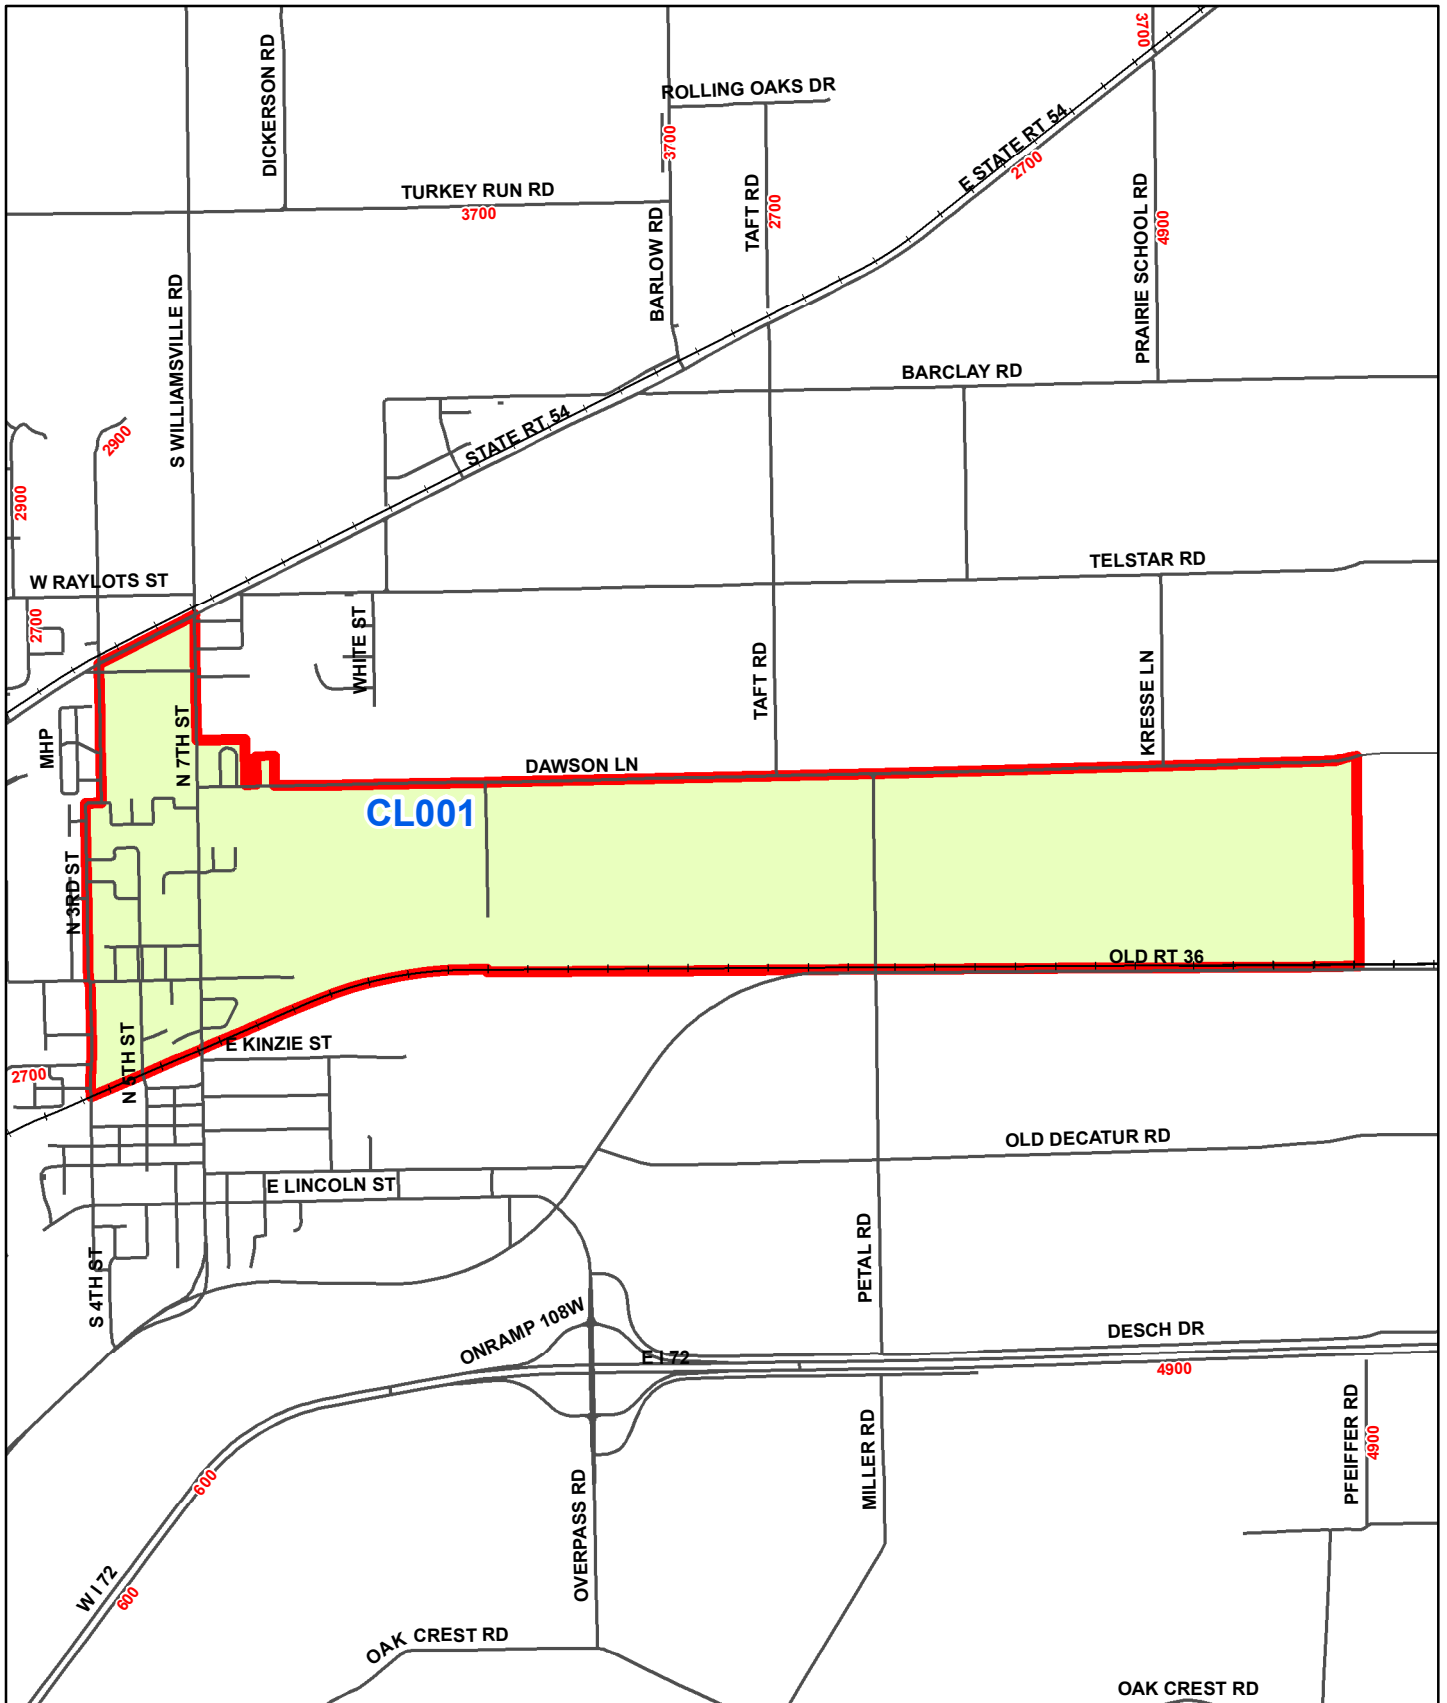 3700
DICKERSON RD
ROLLING OAKS DR
3700
E STATE RT 54
2700
TURKEY RUN RD
3700
TAFT RD
2700
PRAIRIE SCHOOL RD
4900
BARLOW RD
S WILLIAMSVILLE RD
BARCLAY RD
STATE RT 54
2900
2900
TELSTAR RD
W RAYLOTS ST
2700
WHITE ST
TAFT RD
KRESSE LN
MHP
N 7TH ST
DAWSON LN
CL001
N 3RD ST
OLD RT 36
E KINZIE ST
N 5TH ST
2700
OLD DECATUR RD
E LINCOLN ST
PETAL RD
S 4TH ST
ONRAMP 108W
DESCH DR
E I 72
4900
MILLER RD
PFEIFFER RD
4900
600
OVERPASS RD
W I 72
600
OAK CREST RD
OAK CREST RD